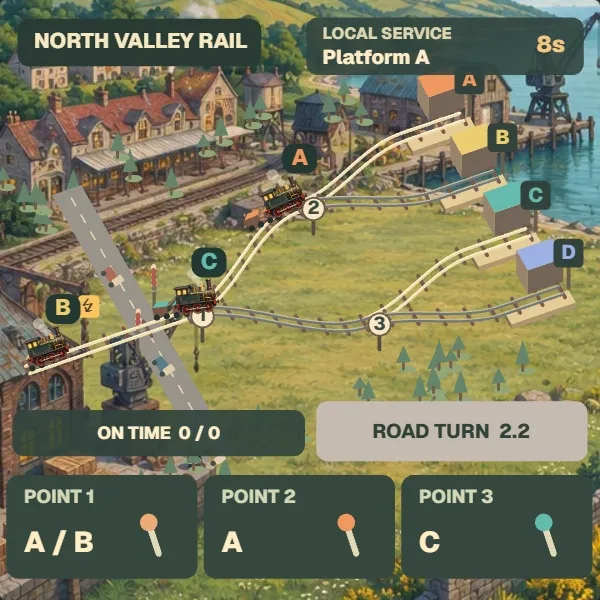 NORTH VALLEY RAIL
LOCAL SERVICE
Platform A
8s
A
B
C
D
A
2
C
1
B
3
ON TIME 0 / 0
ROAD TURN 2.2
POINT 1
A / B
POINT 2
A
POINT 3
C